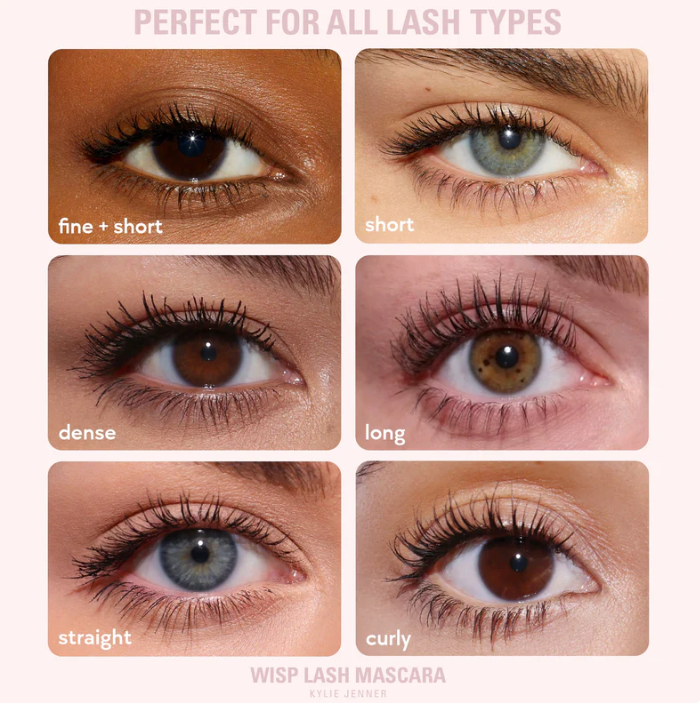 PERFECT FOR ALL LASH TYPES
fine + short
short
dense
long
straight
curly
WISP LASH MASCARA
KYLIE JENNER